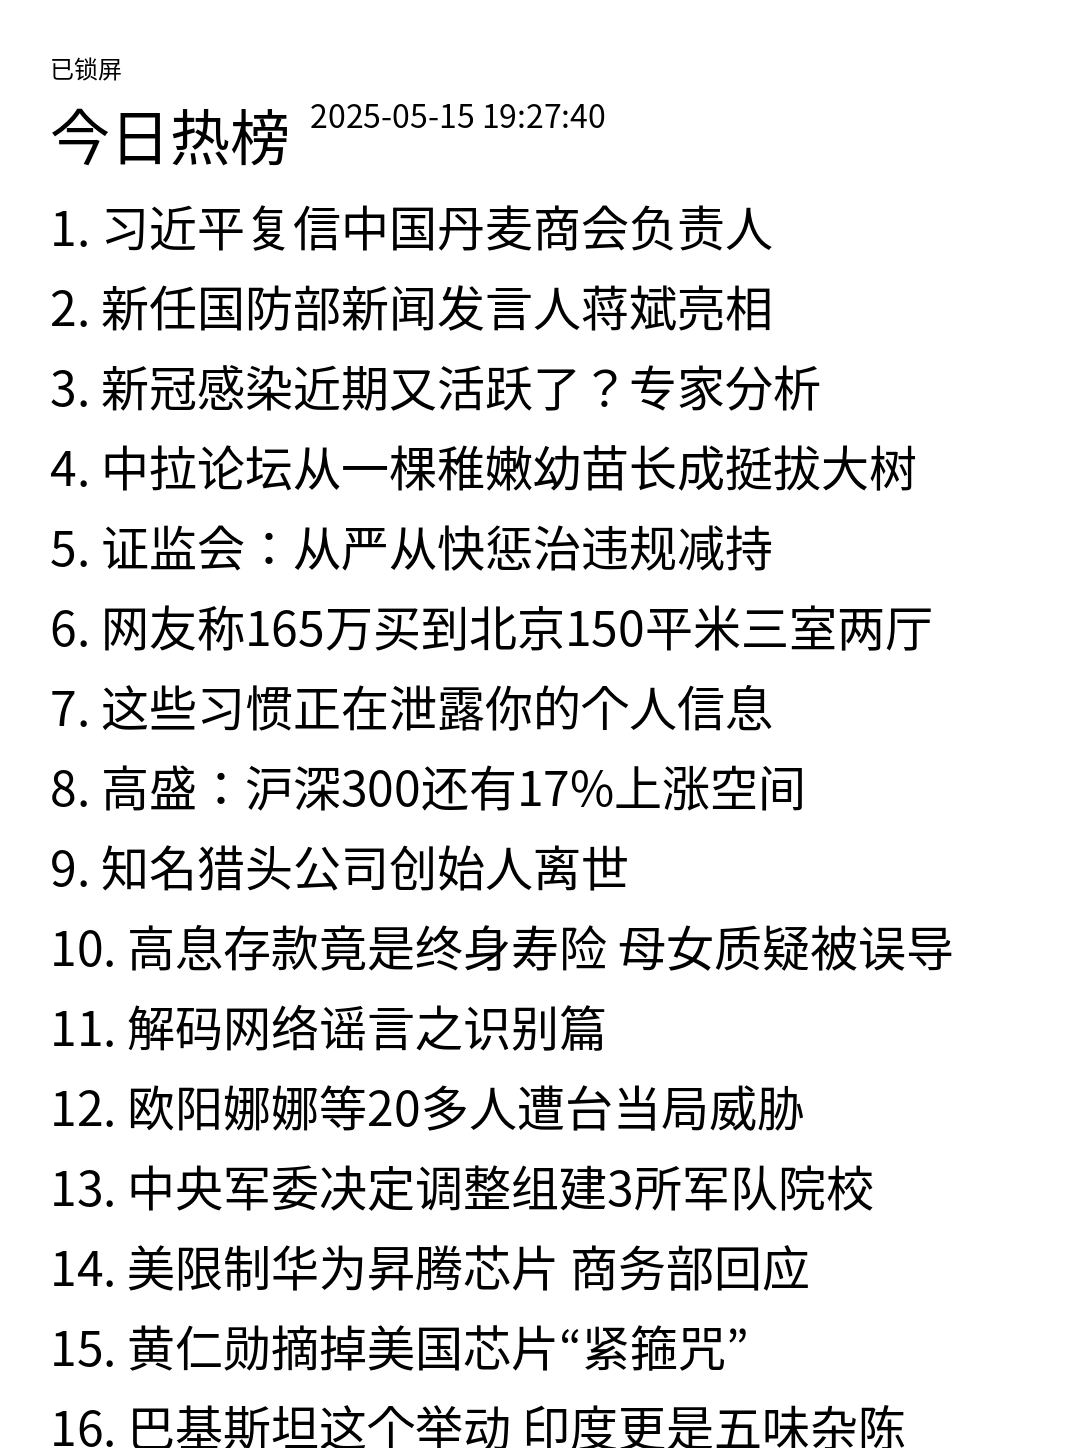 已锁屏
今日热榜 2025-05-15 19:27:40
1. 习近平复信中国丹麦商会负责人
2. 新任国防部新闻发言人蒋斌亮相
3. 新冠感染近期又活跃了？专家分析
4. 中拉论坛从一棵稚嫩幼苗长成挺拔大树
5. 证监会：从严从快惩治违规减持
6. 网友称165万买到北京150平米三室两厅
7. 这些习惯正在泄露你的个人信息
8. 高盛：沪深300还有17%上涨空间
9. 知名猎头公司创始人离世
10. 高息存款竟是终身寿险 母女质疑被误导
11. 解码网络谣言之识别篇
12. 欧阳娜娜等20多人遭台当局威胁
13. 中央军委决定调整组建3所军队院校
14. 美限制华为昇腾芯片 商务部回应
15. 黄仁勋摘掉美国芯片“紧箍咒”
16. 巴基斯坦这个举动 印度更是五味杂陈